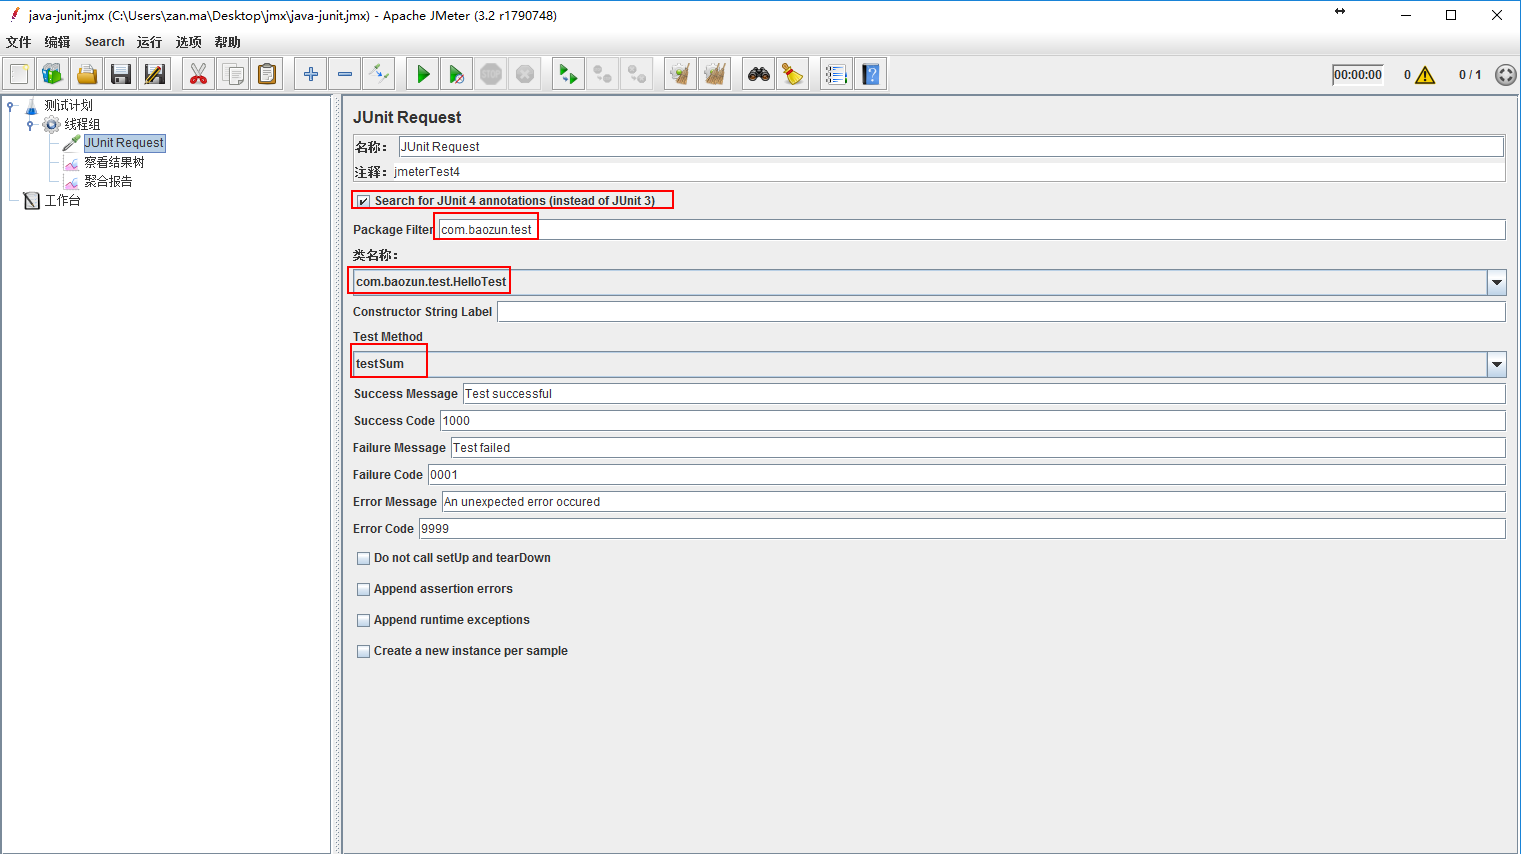 java-junit.jmx (C:\Users\zan.ma\Desktop\jmx\java-junit.jmx) - Apache JMeter (3.2 r1790748)
文件 编辑 Search 运行 选项 帮助
STOP 00:00:00 0 0 / 1
测试计划
线程组
JUnit Request
察看结果树
聚合报告
工作台
JUnit Request
名称： JUnit Request
注释： jmeterTest4
Search for JUnit 4 annotations (instead of JUnit 3)
Package Filter com.baozun.test
类名称：
com.baozun.test.HelloTest
Constructor String Label
Test Method
testSum
Success Message Test successful
Success Code 1000
Failure Message Test failed
Failure Code 0001
Error Message An unexpected error occured
Error Code 9999
Do not call setUp and tearDown
Append assertion errors
Append runtime exceptions
Create a new instance per sample